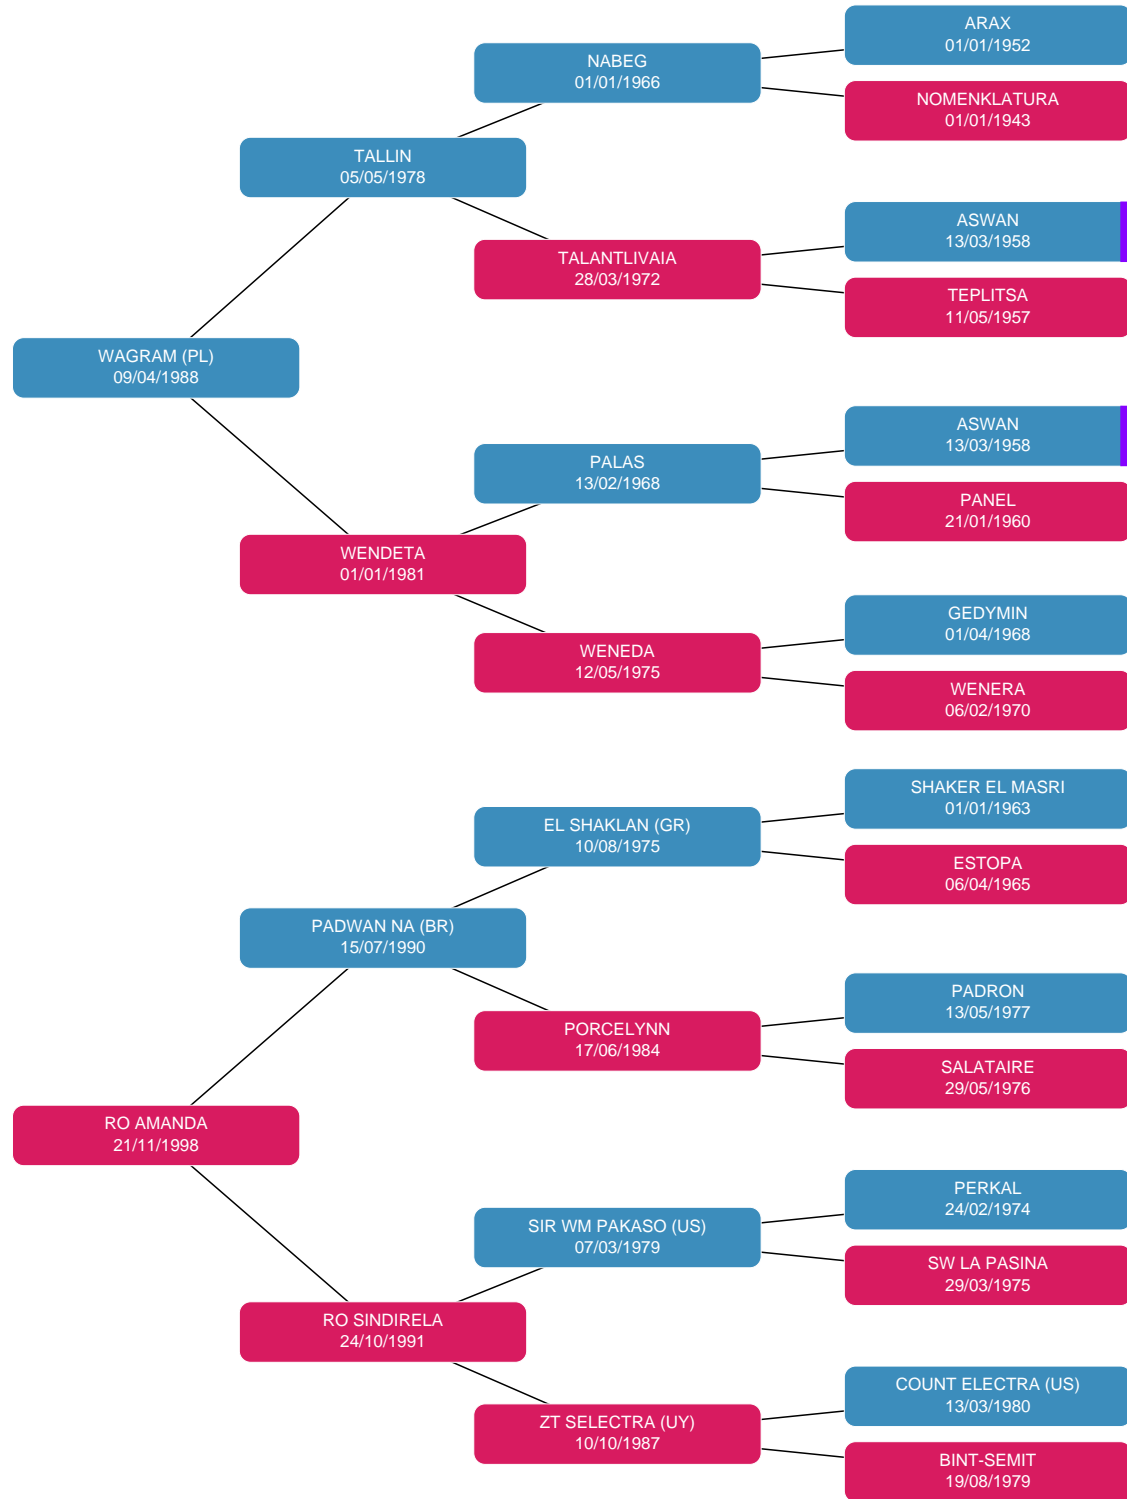 ARAX
01/01/1952
NABEG
01/01/1966
NOMENKLATURA
01/01/1943
TALLIN
05/05/1978
ASWAN
13/03/1958
TALANTLIVAIA
28/03/1972
TEPLITSA
11/05/1957
WAGRAM (PL)
09/04/1988
ASWAN
13/03/1958
PALAS
13/02/1968
PANEL
21/01/1960
WENDETA
01/01/1981
GEDYMIN
01/04/1968
WENEDA
12/05/1975
WENERA
06/02/1970
SHAKER EL MASRI
01/01/1963
EL SHAKLAN (GR)
10/08/1975
ESTOPA
06/04/1965
PADWAN NA (BR)
15/07/1990
PADRON
13/05/1977
PORCELYNN
17/06/1984
SALATAIRE
29/05/1976
RO AMANDA
21/11/1998
PERKAL
24/02/1974
SIR WM PAKASO (US)
07/03/1979
SW LA PASINA
29/03/1975
RO SINDIRELA
24/10/1991
COUNT ELECTRA (US)
13/03/1980
ZT SELECTRA (UY)
10/10/1987
BINT-SEMIT
19/08/1979